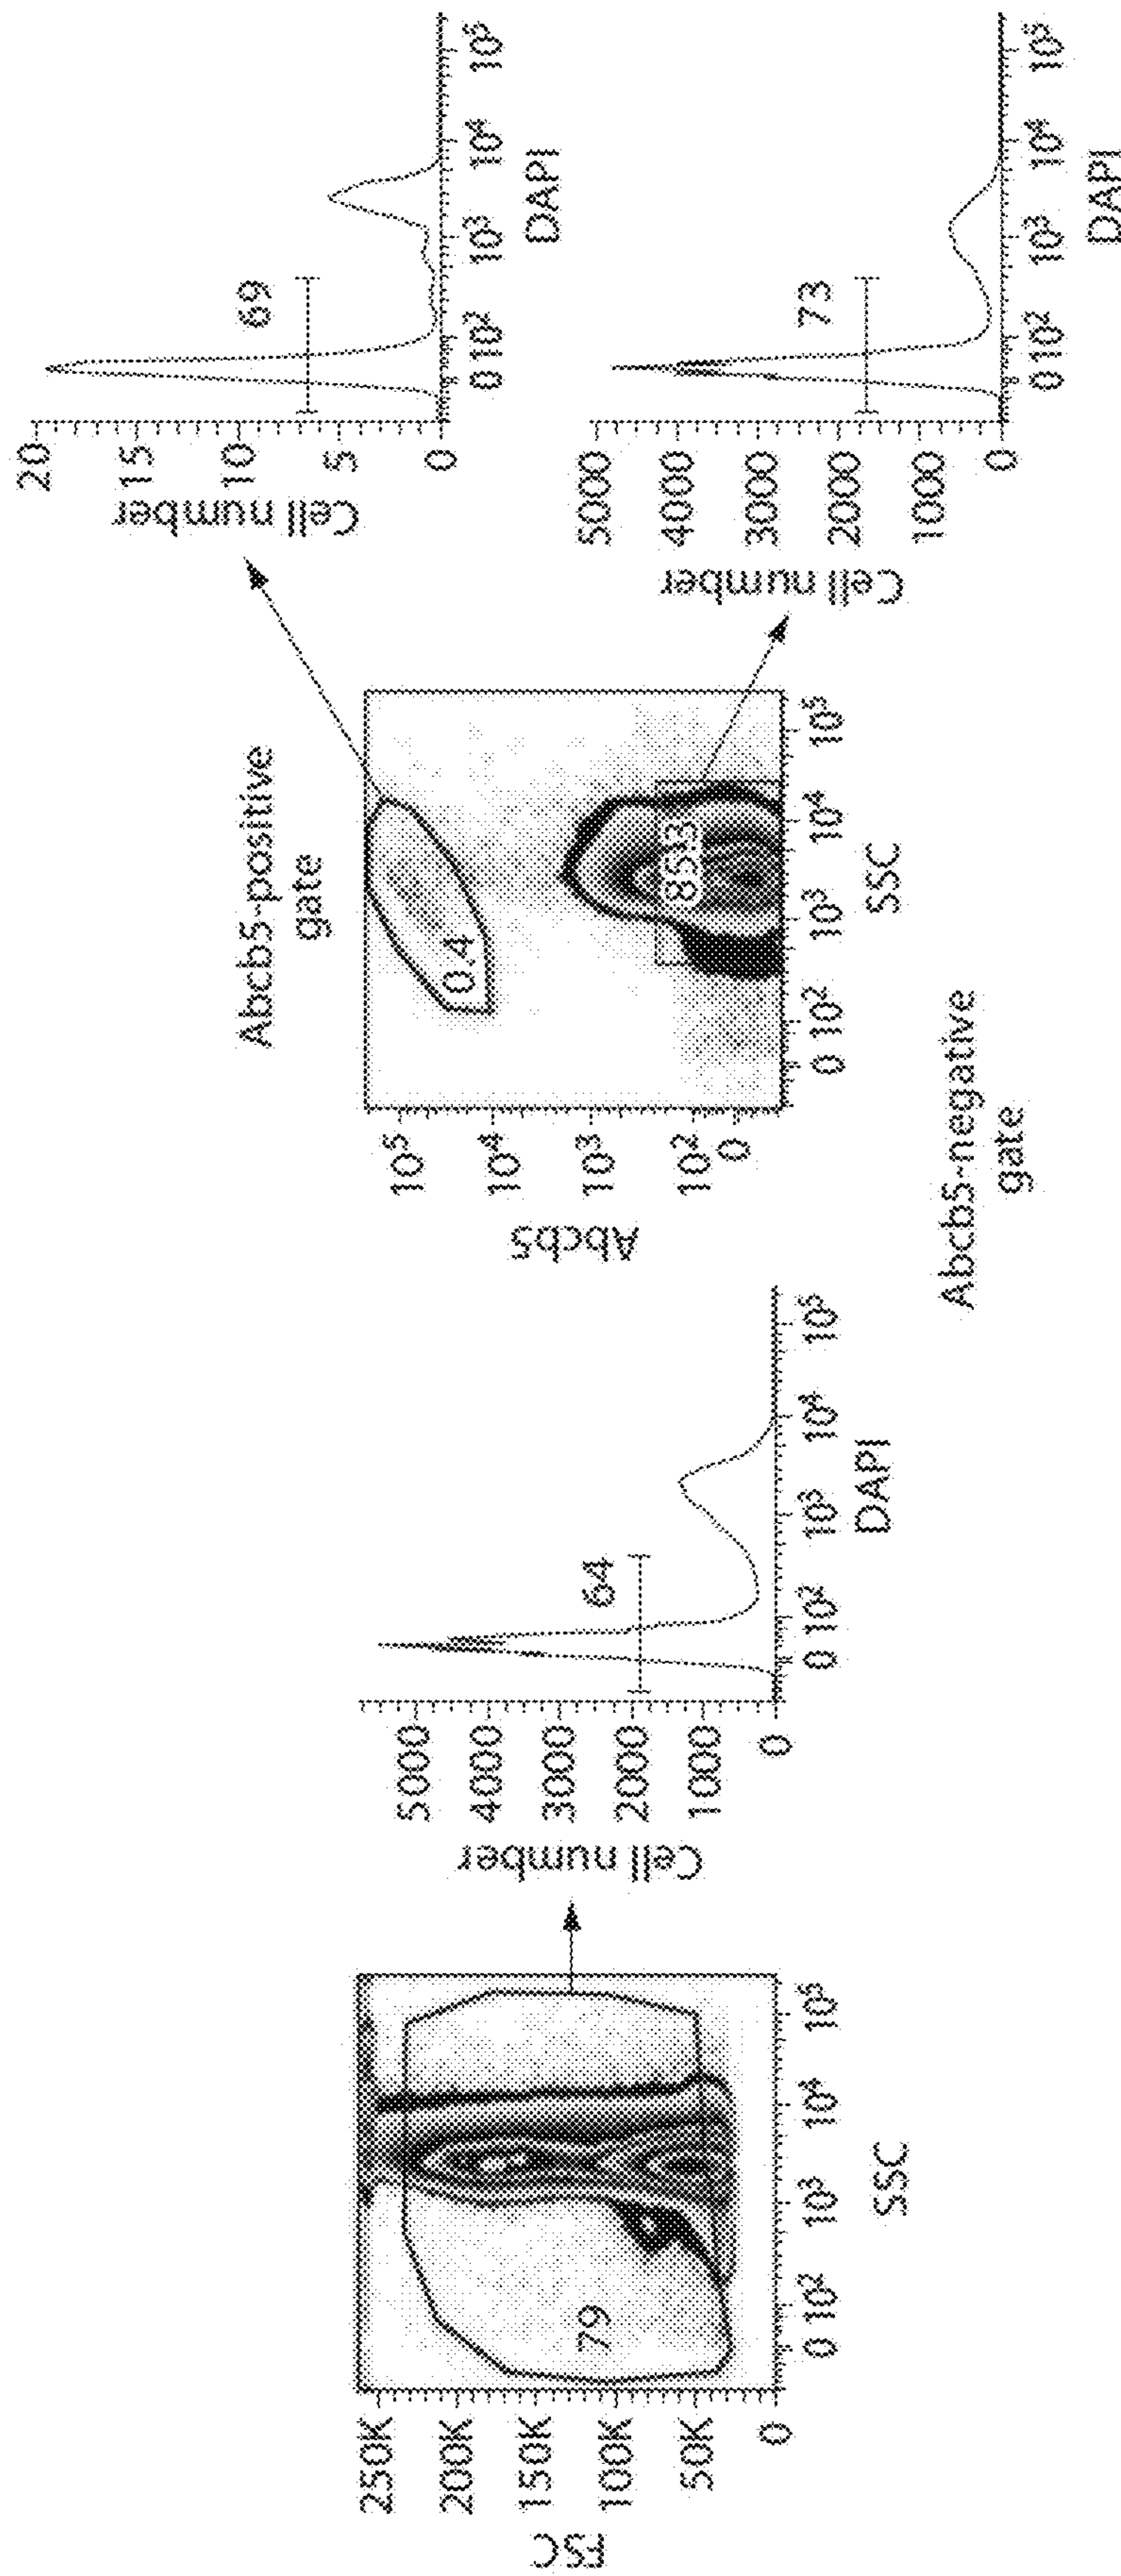 FSC
250K
200K
150K
100K
50K
0
79
0 10² 10³ 10⁴ 10⁵
SSC
Cell number
5000
4000
3000
2000
1000
0
64
0 10² 10³ 10⁴ 10⁵
DAPI
Abcb5-positive
gate
Abcb5
10⁵
10⁴
10³
10²
0
0.4
0 10² 10³ 10⁴ 10⁵
SSC
Abcb5-negative
gate
Cell number
20
15
10
5
0
69
0 10² 10³ 10⁴ 10⁵
DAPI
Cell number
5000
4000
3000
2000
1000
0
73
0 10² 10³ 10⁴ 10⁵
DAPI